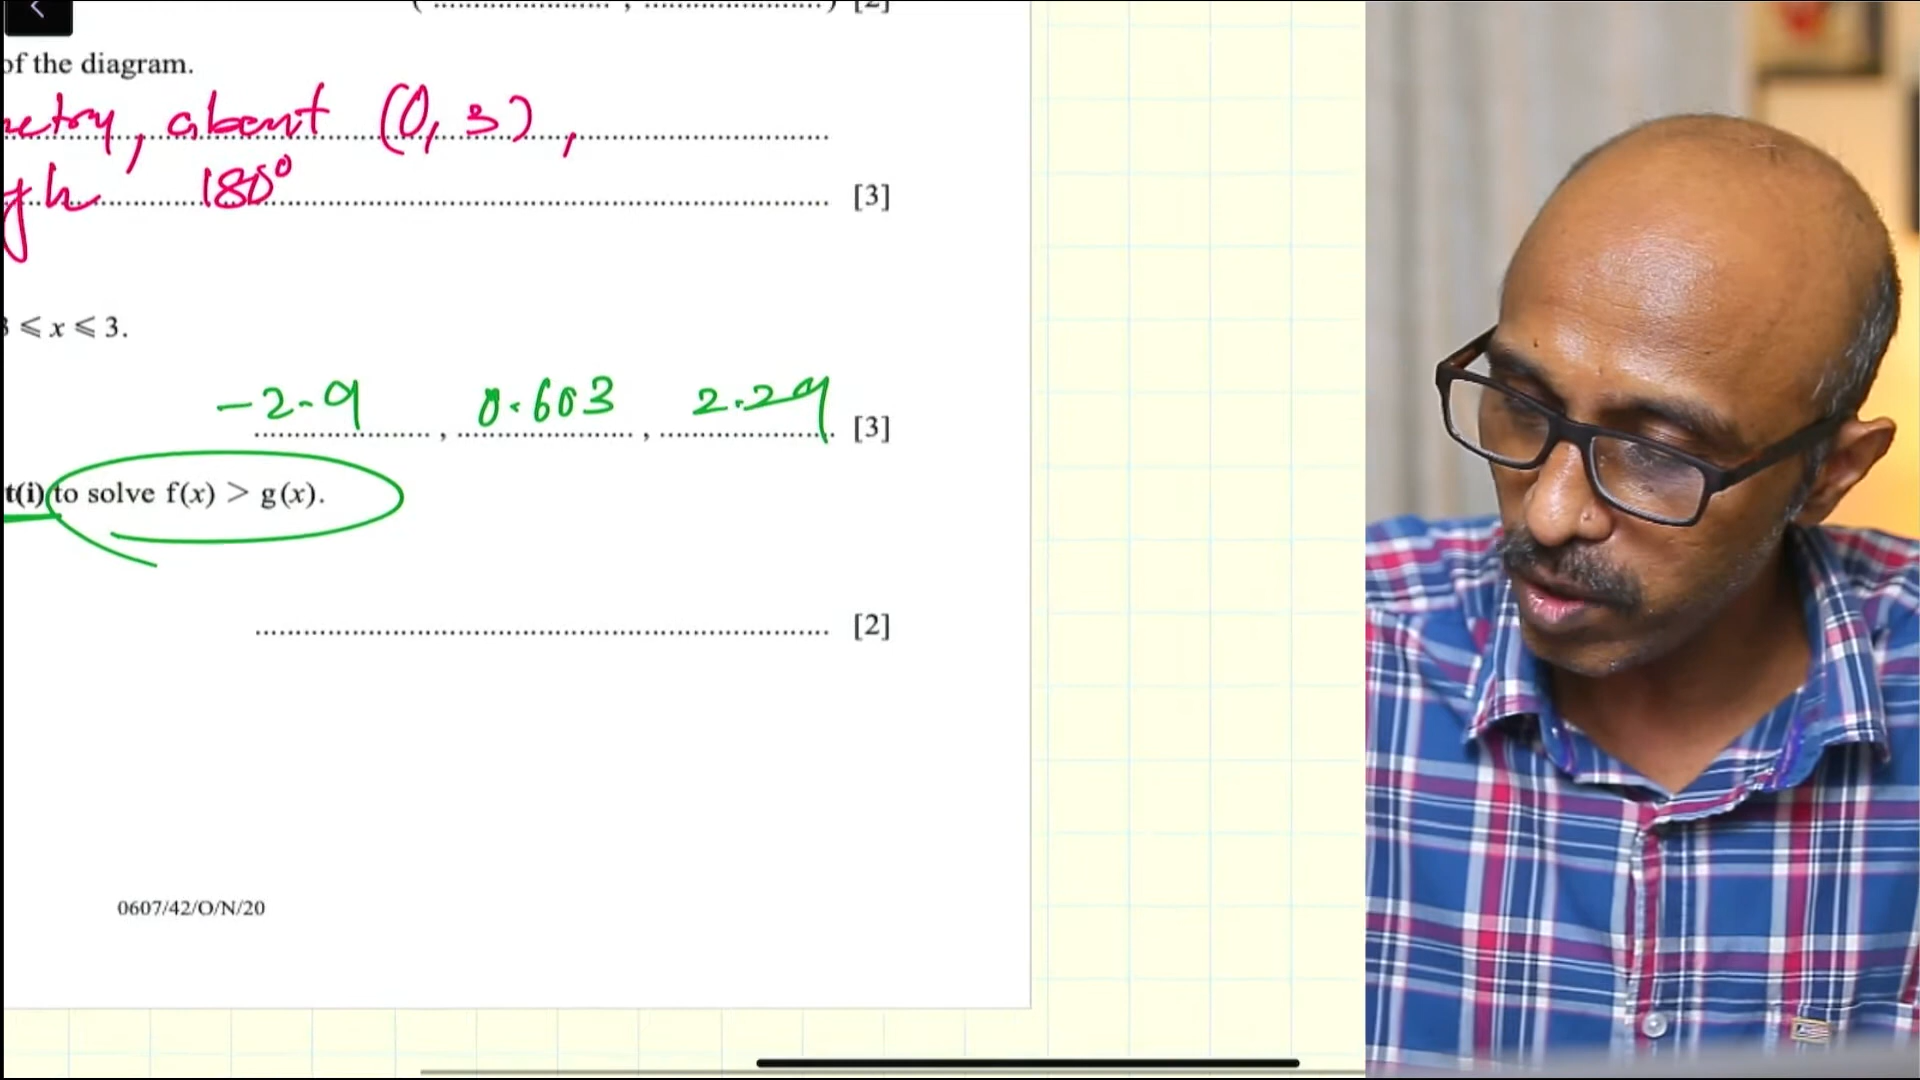 [2]
of the diagram.
etry, about (0, 3),
gh 180°
[3]
⩽ x ⩽ 3.
-2.9 , 0.603 , 2.29 [3]
t(i) to solve f(x) > g(x).
[2]
0607/42/O/N/20